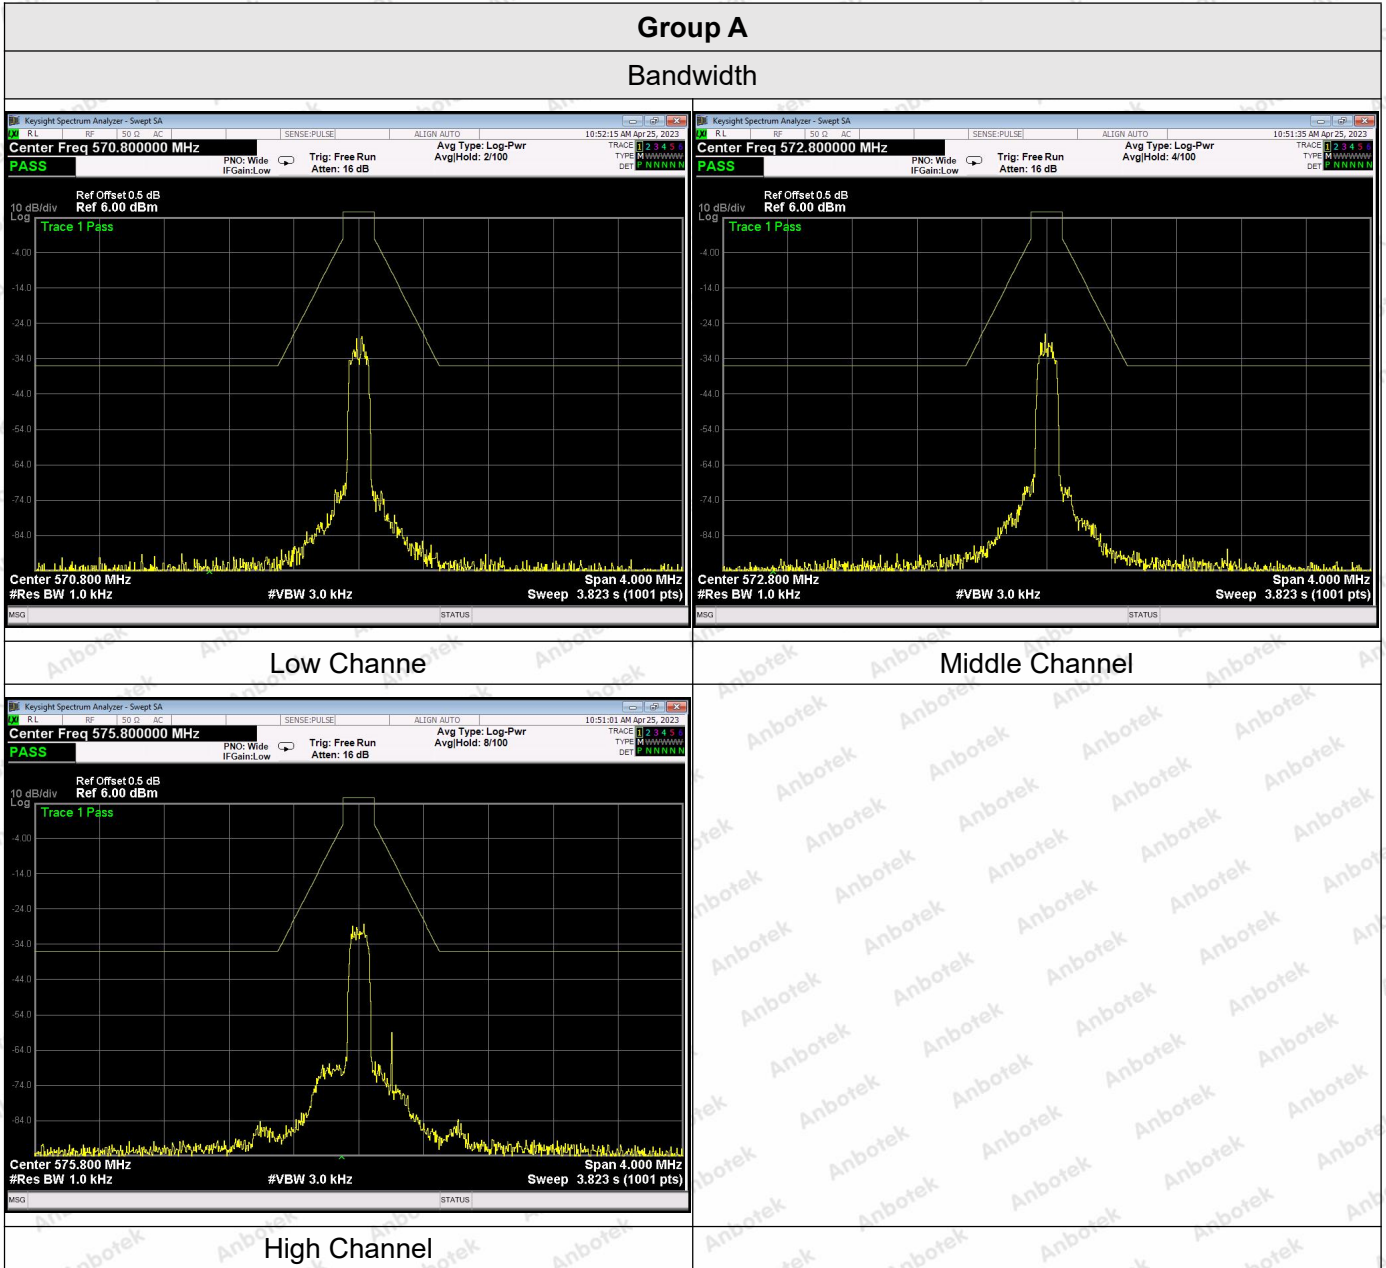 Group A
Bandwidth
Keysight Spectrum Analyzer - Swept SA
RL RF 50 Ω AC SENSE:PULSE ALIGN AUTO 10:52:15 AM Apr 25, 2023
Center Freq 570.800000 MHz Avg Type: Log-Pwr TRACE 1 2 3 4 5 6
PASS PNO: Wide Trig: Free Run Avg|Hold: 2/100 TYPE M WWWWW
IFGain:Low Atten: 16 dB DET P N N N N N
Ref Offset 0.5 dB
10 dB/div Ref 6.00 dBm
Log
Trace 1 Pass
-4.00
-14.0
-24.0
-34.0
-44.0
-54.0
-64.0
-74.0
-84.0
Center 570.800 MHz Span 4.000 MHz
#Res BW 1.0 kHz #VBW 3.0 kHz Sweep 3.823 s (1001 pts)
MSG STATUS
Keysight Spectrum Analyzer - Swept SA
RL RF 50 Ω AC SENSE:PULSE ALIGN AUTO 10:51:35 AM Apr 25, 2023
Center Freq 572.800000 MHz Avg Type: Log-Pwr TRACE 1 2 3 4 5 6
PASS PNO: Wide Trig: Free Run Avg|Hold: 4/100 TYPE M WWWWW
IFGain:Low Atten: 16 dB DET P N N N N N
Ref Offset 0.5 dB
10 dB/div Ref 6.00 dBm
Log
Trace 1 Pass
-4.00
-14.0
-24.0
-34.0
-44.0
-54.0
-64.0
-74.0
-84.0
Center 572.800 MHz Span 4.000 MHz
#Res BW 1.0 kHz #VBW 3.0 kHz Sweep 3.823 s (1001 pts)
MSG STATUS
Low Channe
Middle Channel
Keysight Spectrum Analyzer - Swept SA
RL RF 50 Ω AC SENSE:PULSE ALIGN AUTO 10:51:01 AM Apr 25, 2023
Center Freq 575.800000 MHz Avg Type: Log-Pwr TRACE 1 2 3 4 5 6
PASS PNO: Wide Trig: Free Run Avg|Hold: 8/100 TYPE M WWWWW
IFGain:Low Atten: 16 dB DET P N N N N N
Ref Offset 0.5 dB
10 dB/div Ref 6.00 dBm
Log
Trace 1 Pass
-4.00
-14.0
-24.0
-34.0
-44.0
-54.0
-64.0
-74.0
-84.0
Center 575.800 MHz Span 4.000 MHz
#Res BW 1.0 kHz #VBW 3.0 kHz Sweep 3.823 s (1001 pts)
MSG STATUS
High Channel
Anbotek